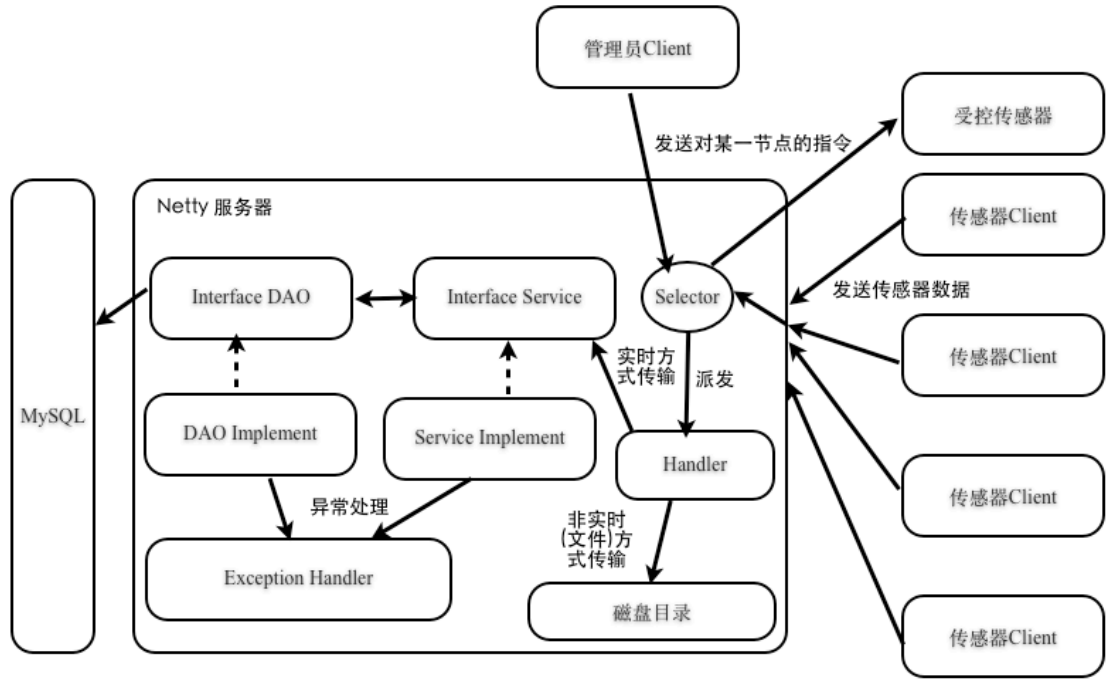 管理员Client
发送对某一节点的指令
受控传感器
Netty 服务器
传感器Client
Interface DAO
Interface Service
Selector
发送传感器数据
实时方
式传输
派发
传感器Client
MySQL
DAO Implement
Service Implement
Handler
异常处理
非实时
(文件)方
式传输
传感器Client
Exception Handler
磁盘目录
传感器Client